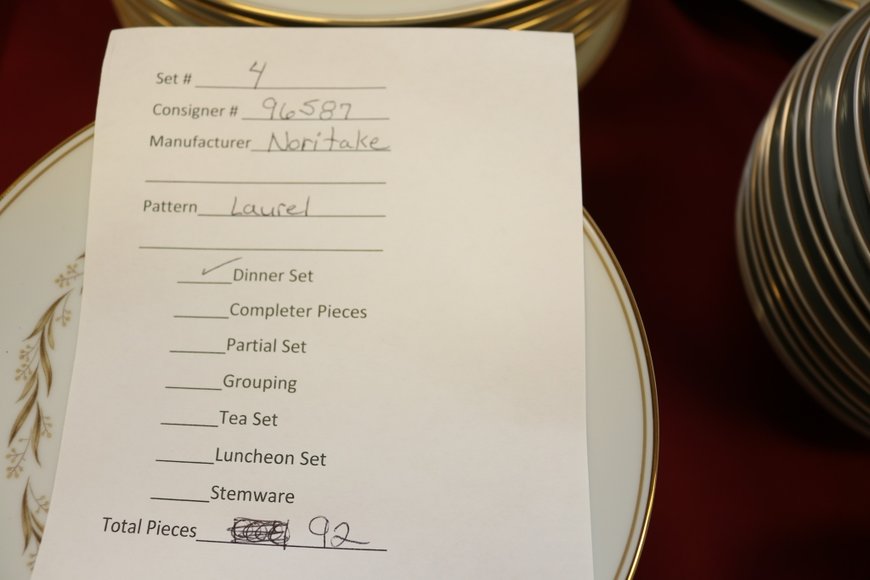 Set # 4
Consigner # 96587
Manufacturer Noritake
Pattern Laurel
✓ Dinner Set
Completer Pieces
Partial Set
Grouping
Tea Set
Luncheon Set
Stemware
Total Pieces 92